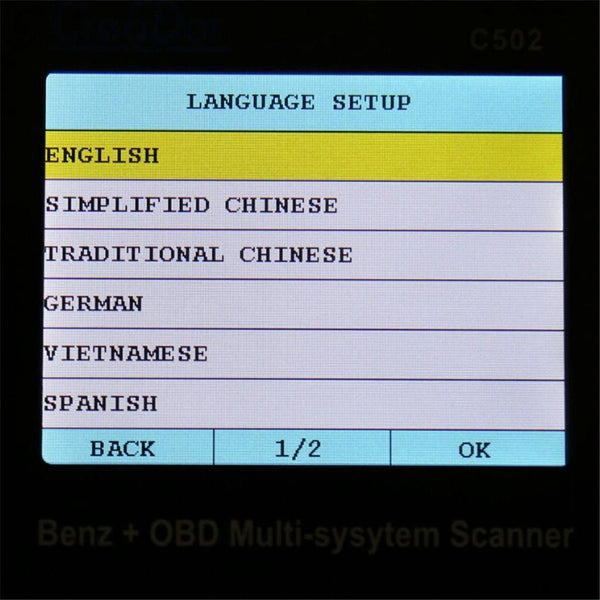 C502
LANGUAGE SETUP
ENGLISH
SIMPLIFIED CHINESE
TRADITIONAL CHINESE
GERMAN
VIETNAMESE
SPANISH
BACK 1/2 OK
Benz + OBD Multi-sysytem Scanner